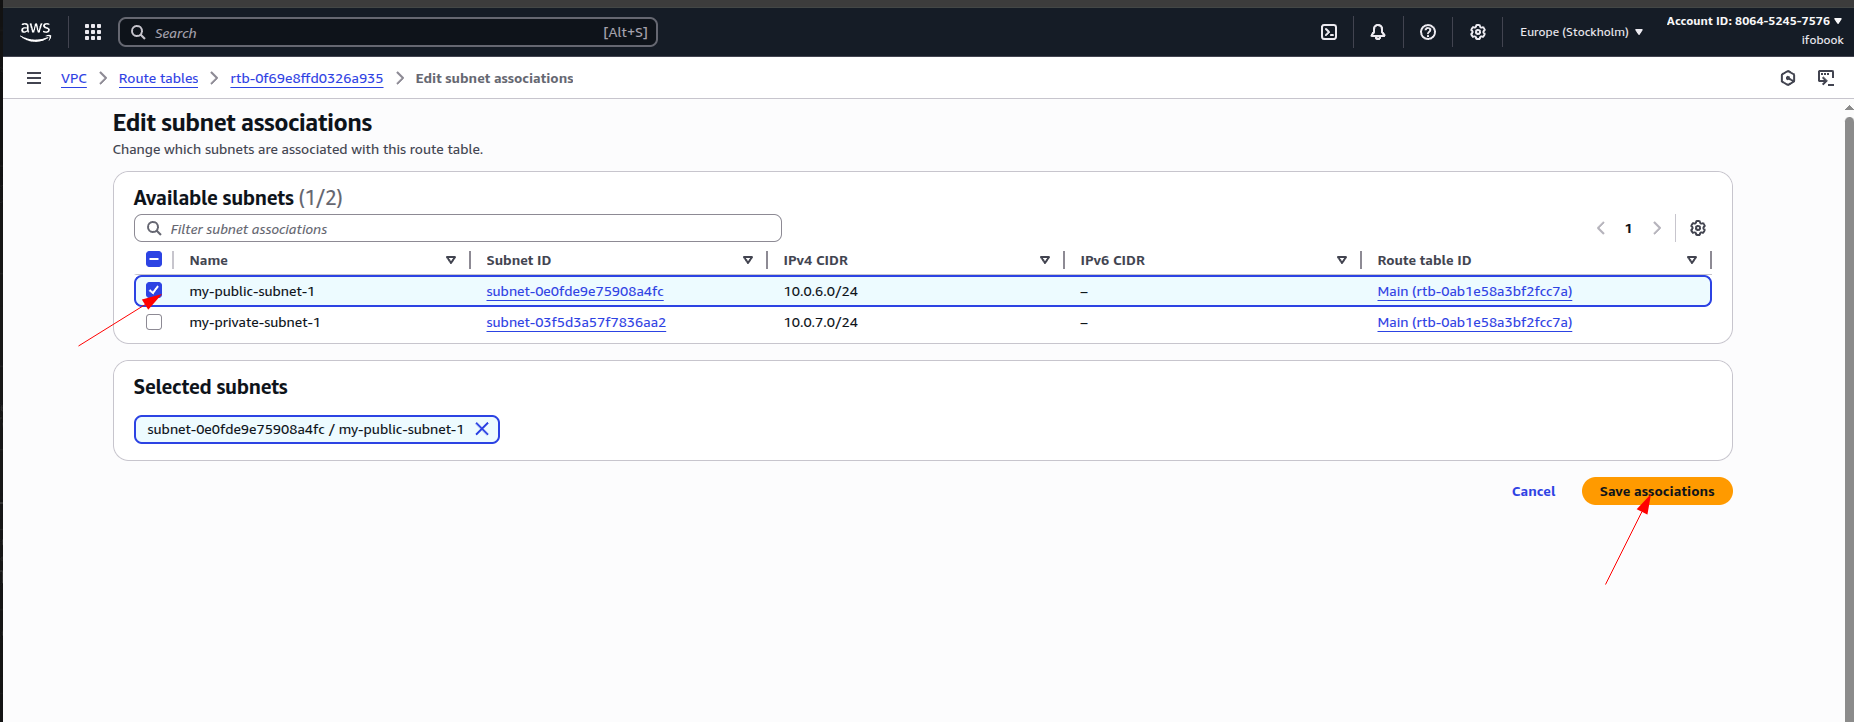 aws
Search [Alt+S]
Europe (Stockholm)
Account ID: 8064-5245-7576
ifobook
VPC > Route tables > rtb-0f69e8ffd0326a935 > Edit subnet associations
Edit subnet associations
Change which subnets are associated with this route table.
Available subnets (1/2)
Filter subnet associations
1
Name Subnet ID IPv4 CIDR IPv6 CIDR Route table ID
my-public-subnet-1 subnet-0e0fde9e75908a4fc 10.0.6.0/24 – Main (rtb-0ab1e58a3bf2fcc7a)
my-private-subnet-1 subnet-03f5d3a57f7836aa2 10.0.7.0/24 – Main (rtb-0ab1e58a3bf2fcc7a)
Selected subnets
subnet-0e0fde9e75908a4fc / my-public-subnet-1
Cancel Save associations